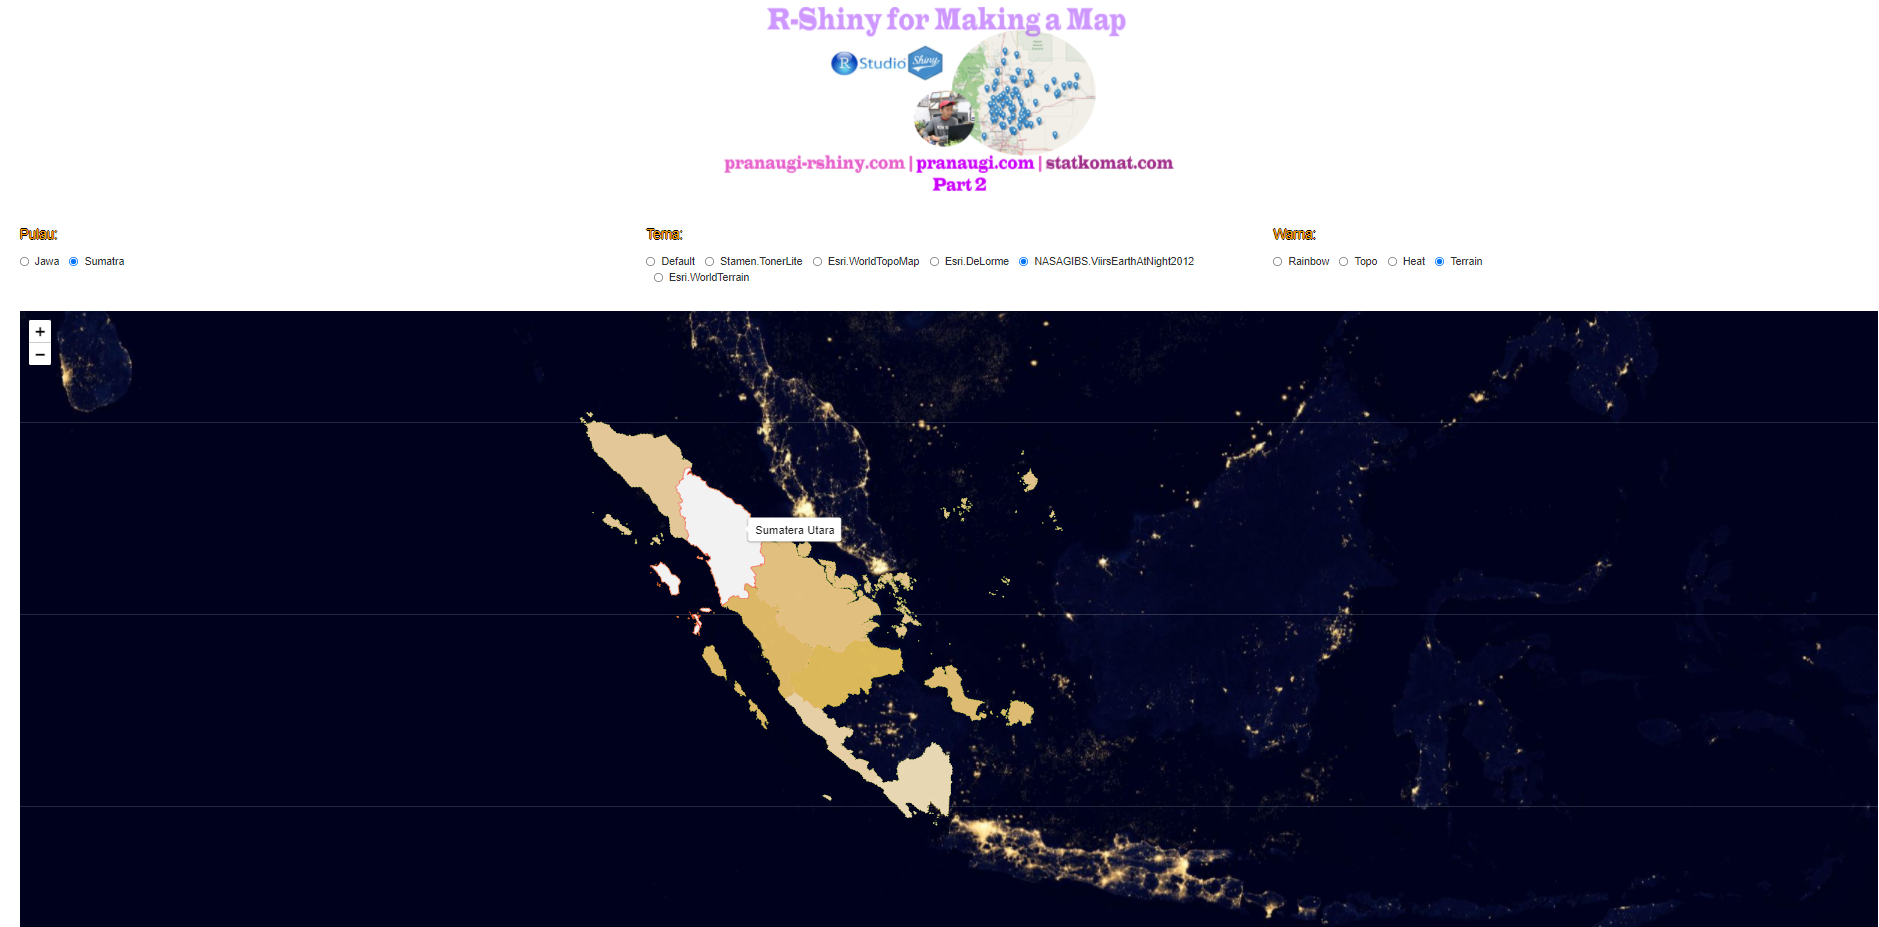 R-Shiny for Making a Map
R Studio Shiny
pranaugi-rshiny.com | pranaugi.com | statkomat.com
Part 2
Pulau:
Jawa Sumatra
Tema:
Default Stamen.TonerLite Esri.WorldTopoMap Esri.DeLorme NASAGIBS.ViirsEarthAtNight2012
Esri.WorldTerrain
Warna:
Rainbow Topo Heat Terrain
+
−
Sumatera Utara